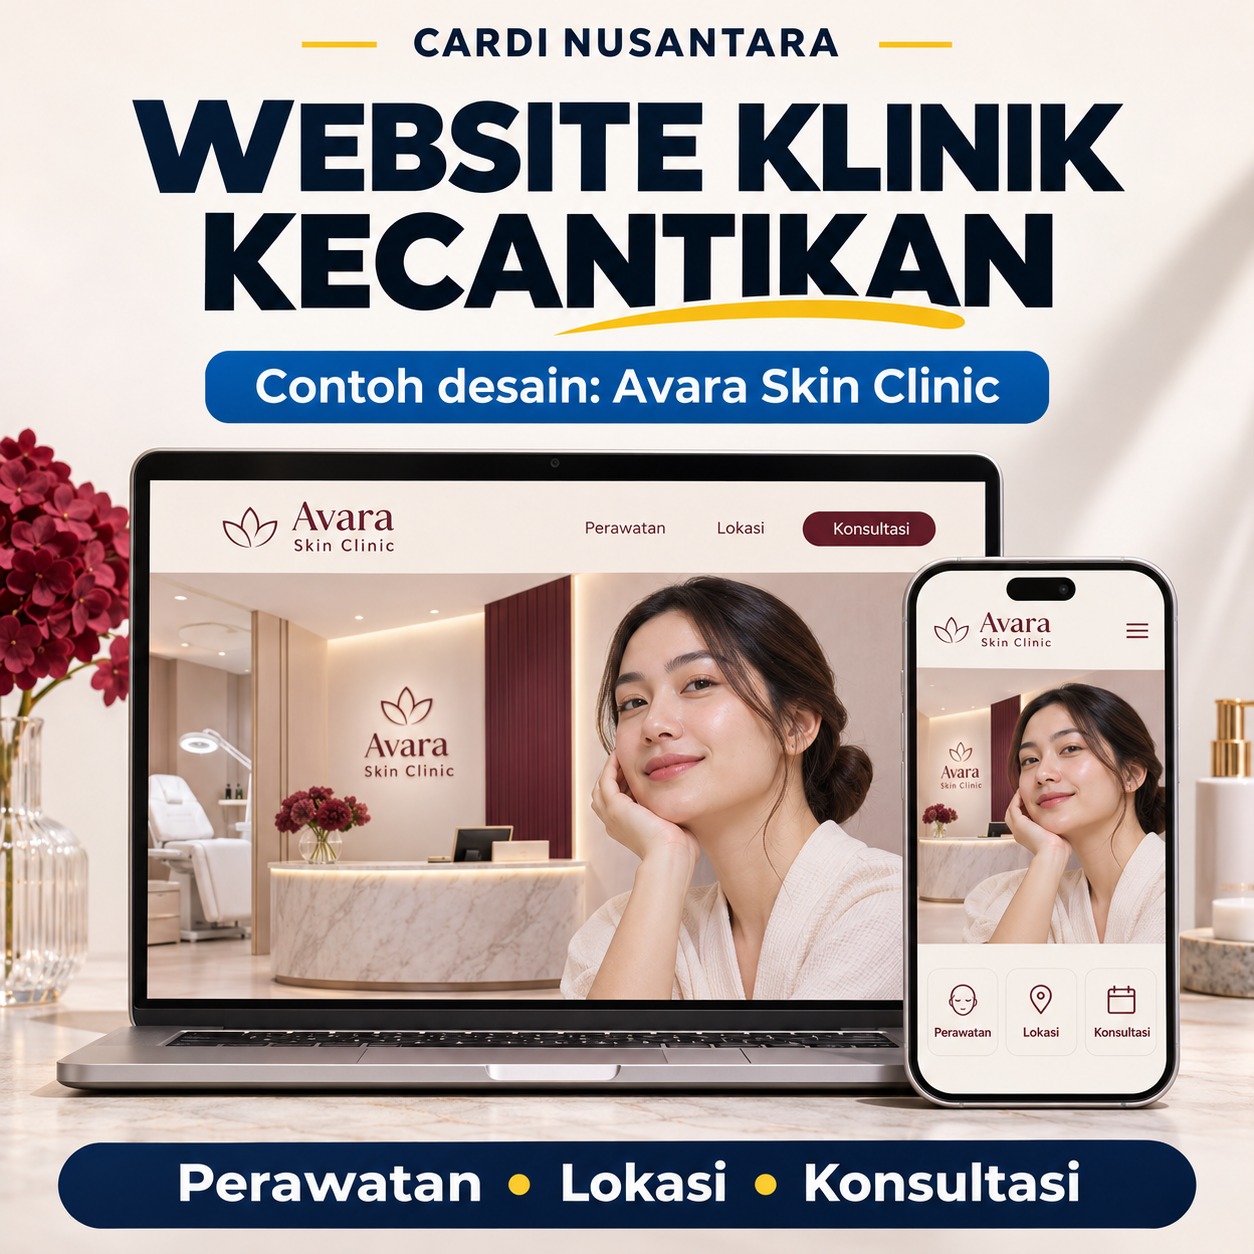 CARDI NUSANTARA
WEBSITE KLINIK
KECANTIKAN
Contoh desain: Avara Skin Clinic
Avara
Skin Clinic
Perawatan
Lokasi
Konsultasi
Avara
Skin Clinic
Avara
Skin Clinic
Avara
Skin Clinic
Perawatan
Lokasi
Konsultasi
Perawatan • Lokasi • Konsultasi